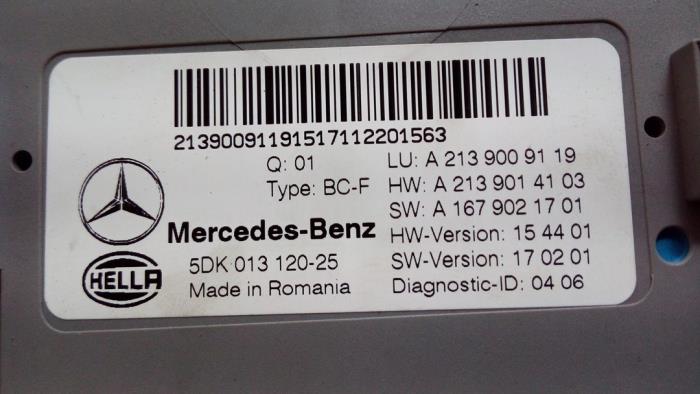 21390091191517112201563
Q: 01
Type: BC-F
LU: A 213 900 91 19
HW: A 213 901 41 03
SW: A 167 902 17 01
HW-Version: 15 44 01
SW-Version: 17 02 01
Diagnostic-ID: 04 06
Mercedes-Benz
5DK 013 120-25
Made in Romania
HELLA